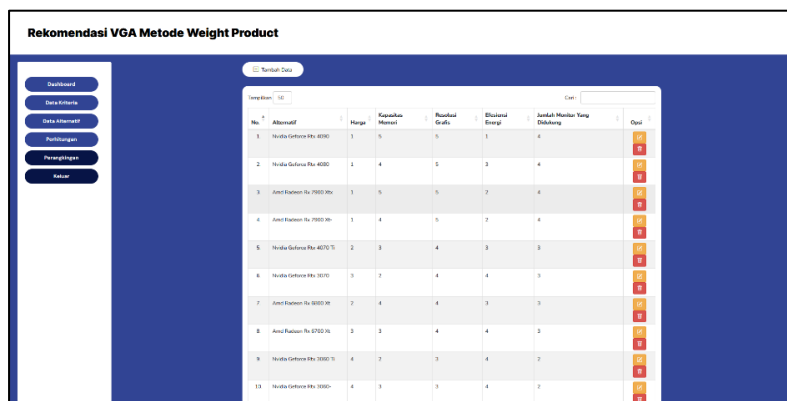 Rekomendasi VGA Metode Weight Product
Dashboard
Data Kriteria
Data Alternatif
Perhitungan
Perangkingan
Keluar
Tambah Data
Tampilkan 50
Cari :
No. Alternatif Harga Kapasitas Memori Resolusi Grafis Efisiensi Energi Jumlah Monitor Yang Didukung Opsi
1 Nvidia Geforce Rtx 4090 1 5 5 1 4
2 Nvidia Geforce Rtx 4080 1 4 5 3 4
3 Amd Radeon Rx 7900 Xtx 1 5 5 2 4
4 Amd Radeon Rx 7900 Xt- 1 4 5 2 4
5 Nvidia Geforce Rtx 4070 Ti 2 3 4 3 3
6 Nvidia Geforce Rtx 3070 3 2 4 4 3
7 Amd Radeon Rx 6800 Xt 2 4 4 3 3
8 Amd Radeon Rx 6700 Xt 3 3 4 4 3
9 Nvidia Geforce Rtx 3060 Ti 4 2 3 4 2
10 Nvidia Geforce Rtx 3060- 4 3 3 4 2